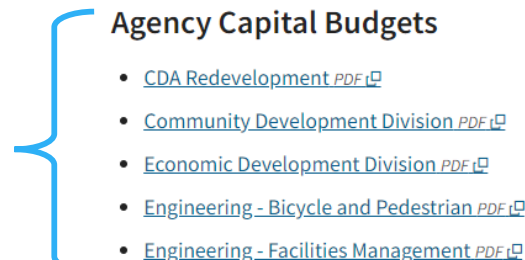 Agency Capital Budgets
• CDA Redevelopment PDF
• Community Development Division PDF
• Economic Development Division PDF
• Engineering - Bicycle and Pedestrian PDF
• Engineering - Facilities Management PDF